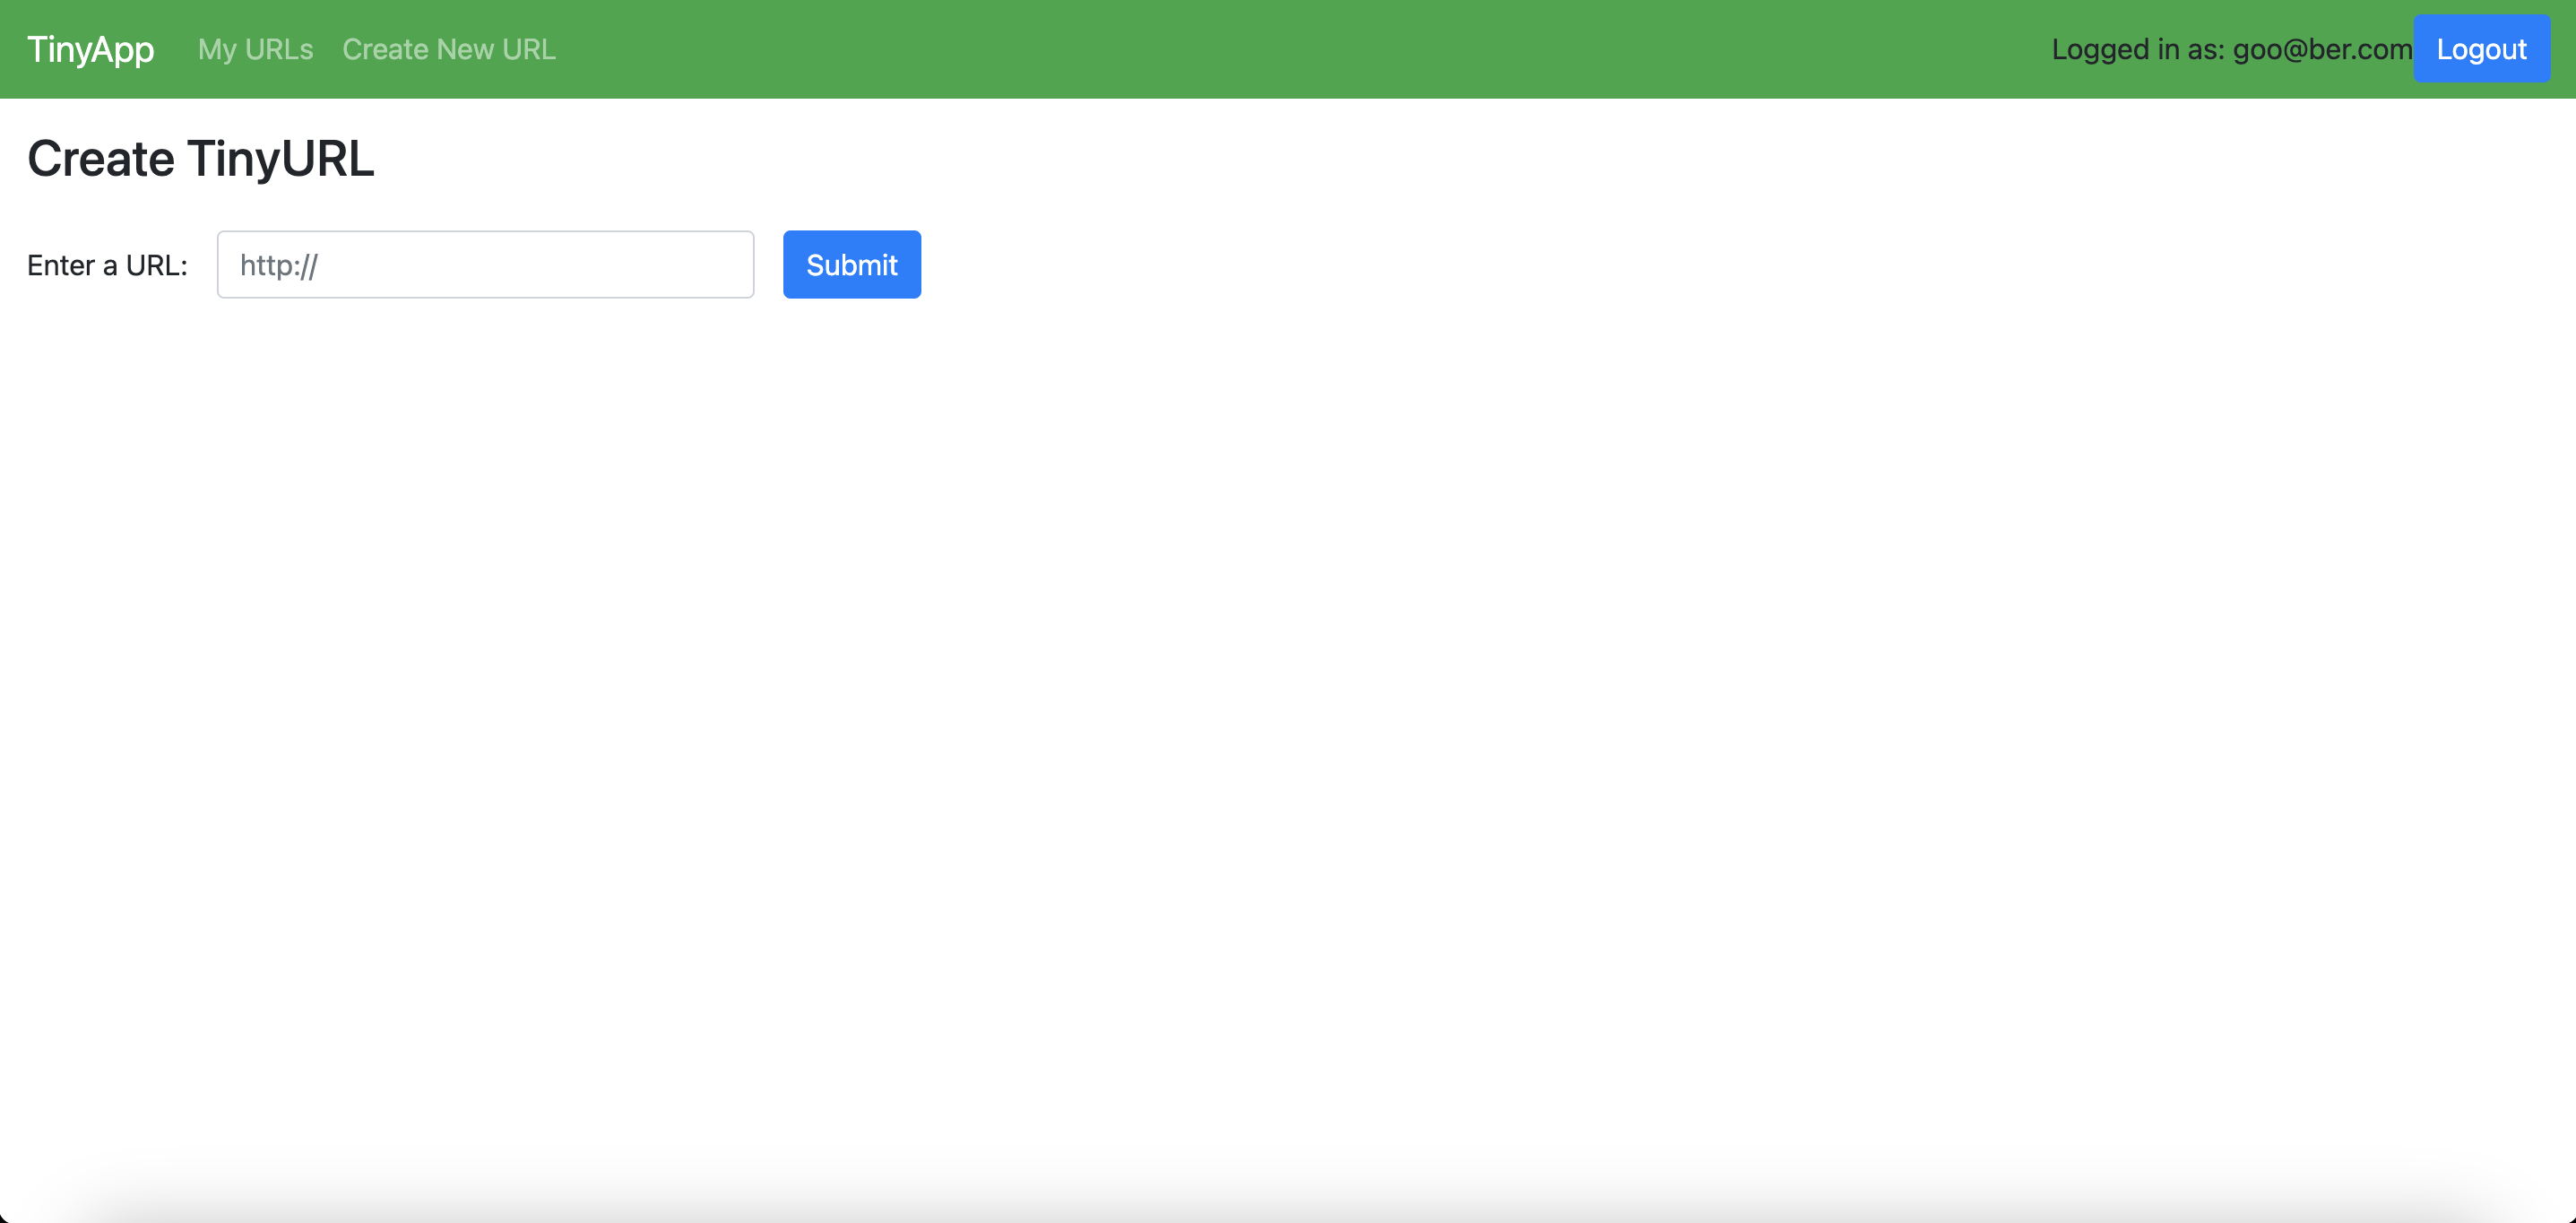 TinyApp My URLs Create New URL Logged in as: goo@ber.com Logout
Create TinyURL
Enter a URL: http:// Submit